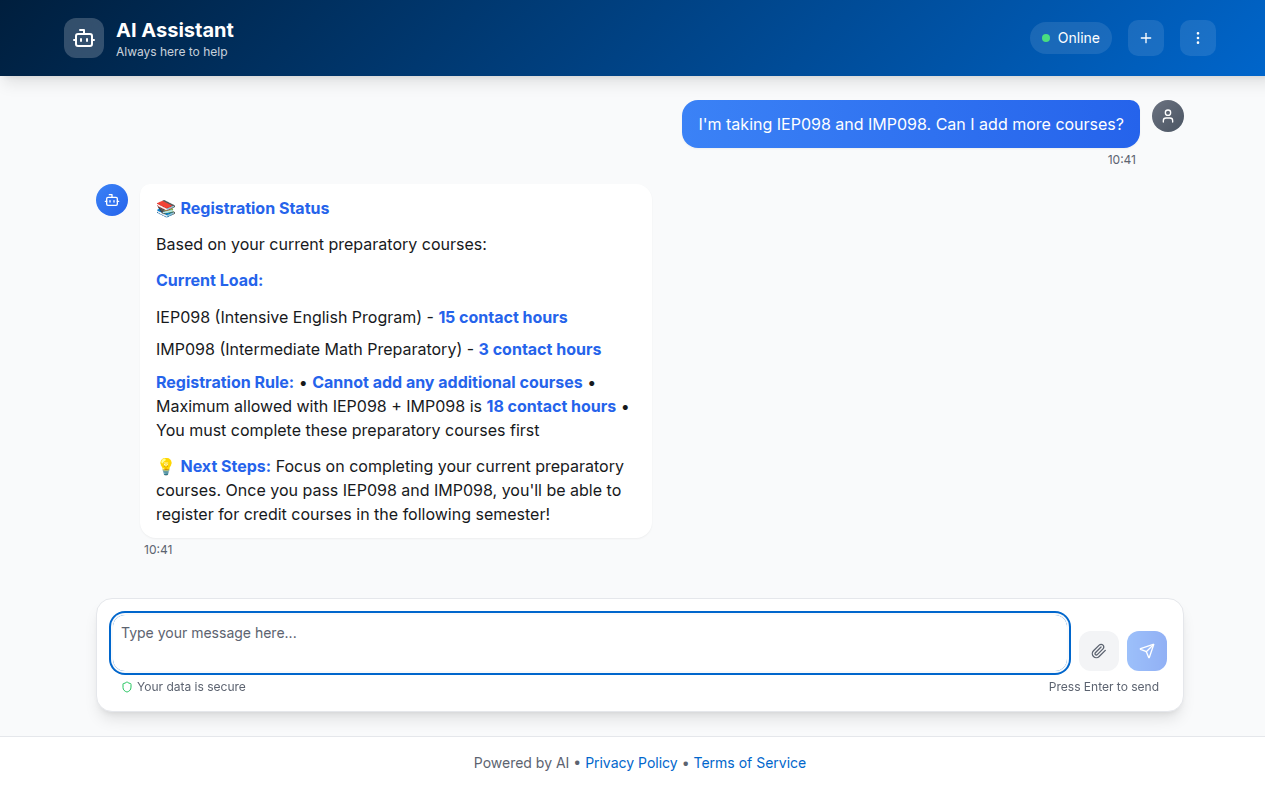 AI Assistant
Always here to help
Online
I'm taking IEP098 and IMP098. Can I add more courses?
10:41
📚 Registration Status
Based on your current preparatory courses:
Current Load:
IEP098 (Intensive English Program) - 15 contact hours
IMP098 (Intermediate Math Preparatory) - 3 contact hours
Registration Rule: • Cannot add any additional courses •
Maximum allowed with IEP098 + IMP098 is 18 contact hours •
You must complete these preparatory courses first
💡 Next Steps: Focus on completing your current preparatory
courses. Once you pass IEP098 and IMP098, you'll be able to
register for credit courses in the following semester!
10:41
Type your message here...
Your data is secure
Press Enter to send
Powered by AI • Privacy Policy • Terms of Service